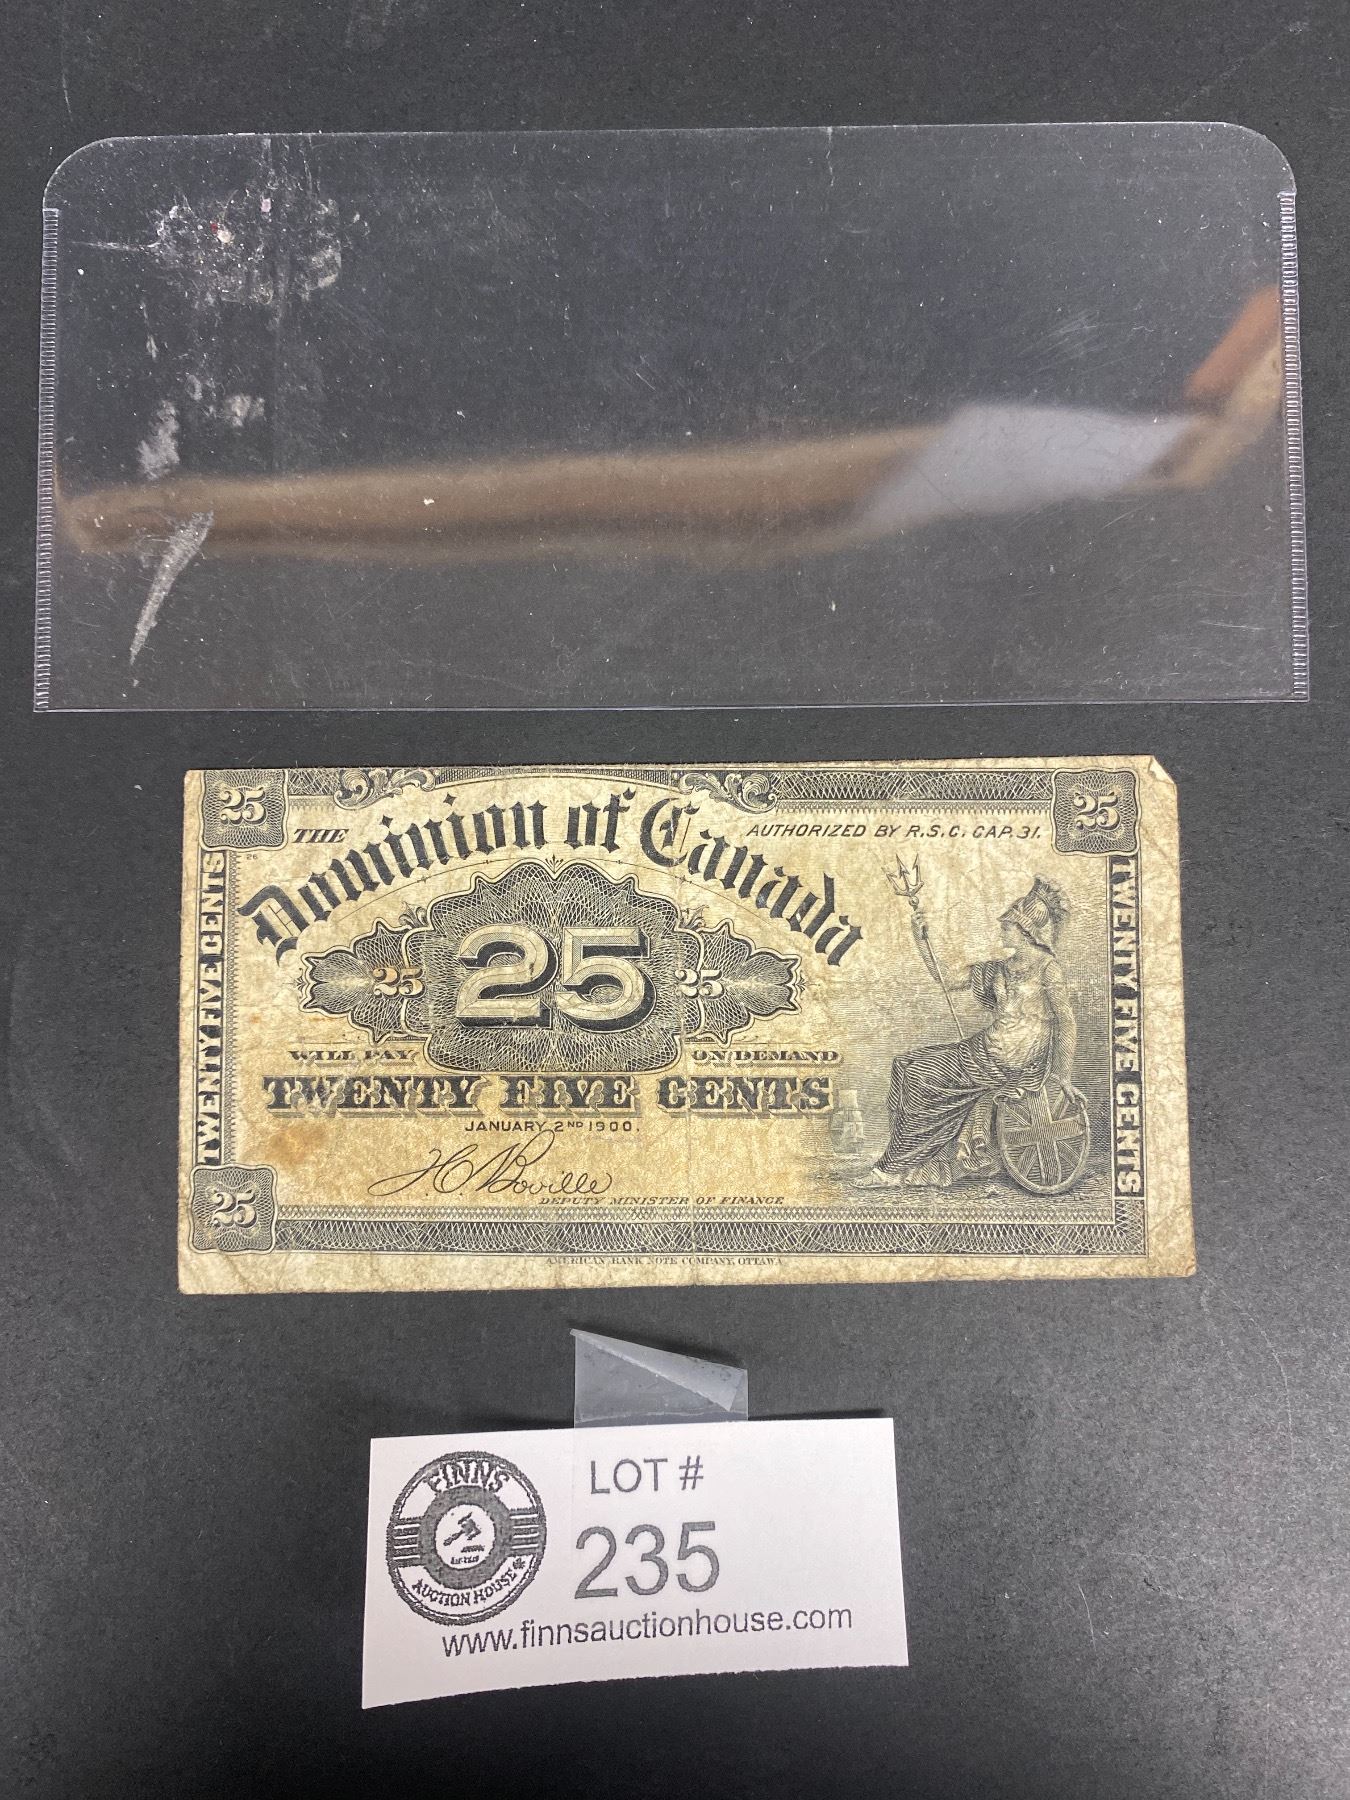 25 25
THE Dominion of Canada
AUTHORIZED BY R.S.C. CAP. 31.
26
TWENTY FIVE CENTS
TWENTY FIVE CENTS
25 25 25
WILL PAY ON DEMAND
TWENTY FIVE CENTS
JANUARY 2ND 1900.
H.C. Boville
DEPUTY MINISTER OF FINANCE
25
AMERICAN BANK NOTE COMPANY, OTTAWA
FINNS
AUCTION HOUSE
LOT #
235
www.finnsauctionhouse.com